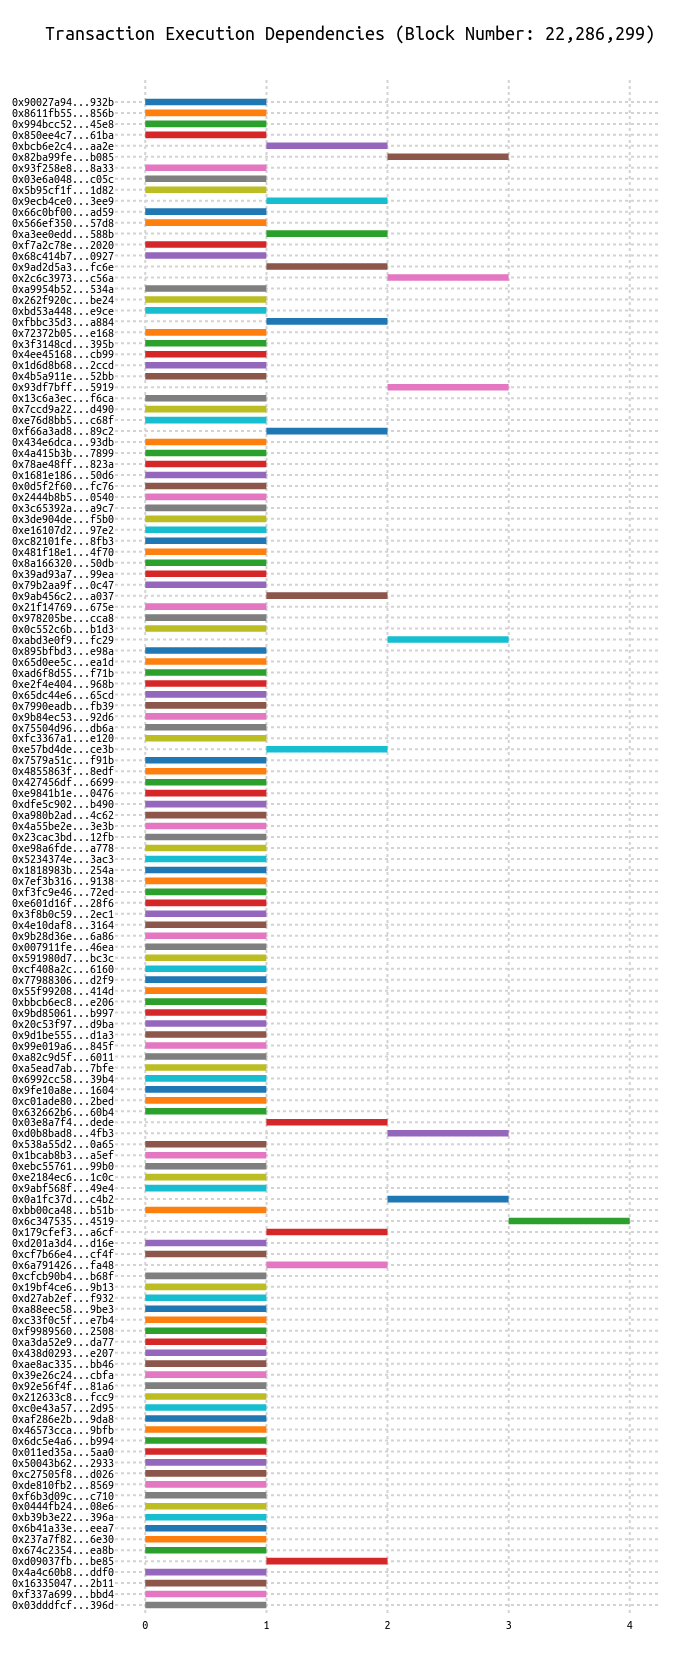 Transaction Execution Dependencies (Block Number: 22,286,299)
0x90027a94...932b
0x8611fb55...856b
0x994bcc52...45e8
0x850ee4c7...61ba
0xbcb6e2c4...aa2e
0x82ba99fe...b085
0x93f258e8...8a33
0x03e6a048...c05c
0x5b95cf1f...1d82
0x9ecb4ce0...3ee9
0x66c0bf00...ad59
0x566ef350...57d8
0xa3ee0edd...588b
0xf7a2c78e...2020
0x68c414b7...0927
0x9ad2d5a3...fc6e
0x2c6c3973...c56a
0xa9954b52...534a
0x262f920c...be24
0xbd53a448...e9ce
0xfbbc35d3...a884
0x72372b05...e168
0x3f3148cd...395b
0x4ee45168...cb99
0x1d6d8b68...2ccd
0x4b5a911e...52bb
0x93df7bff...5919
0x13c6a3ec...f6ca
0x7ccd9a22...d490
0xe76d8bb5...c68f
0xf66a3ad8...89c2
0x434e6dca...93db
0x4a415b3b...7899
0x78ae48ff...823a
0x1681e186...50d6
0x0d5f2f60...fc76
0x2444b8b5...0540
0x3c65392a...a9c7
0x3de904de...f5b0
0xe16107d2...97e2
0xc82101fe...8fb3
0x481f18e1...4f70
0x8a166320...50db
0x39ad93a7...99ea
0x79b2aa9f...0c47
0x9ab456c2...a037
0x21f14769...675e
0x978205be...cca8
0x0c552c6b...b1d3
0xabd3e0f9...fc29
0x895bfbd3...e98a
0x65d0ee5c...ea1d
0xad6f8d55...f71b
0xe2f4e404...968b
0x65dc44e6...65cd
0x7990eadb...fb39
0x9b84ec53...92d6
0x75504d96...db6a
0xfc3367a1...e120
0xe57bd4de...ce3b
0x7579a51c...f91b
0x4855863f...8edf
0x427456df...6699
0xe9841b1e...0476
0xdfe5c902...b490
0xa980b2ad...4c62
0x4a55be2e...3e3b
0x23cac3bd...12fb
0xe98a6fde...a778
0x5234374e...3ac3
0x1818983b...254a
0x7ef3b316...9138
0xf3fc9e46...72ed
0xe601d16f...28f6
0x3f8b0c59...2ec1
0x4e10daf8...3164
0x9b28d36e...6a86
0x007911fe...46ea
0x591980d7...bc3c
0xcf408a2c...6160
0x77988306...d2f9
0x55f99208...414d
0xbbcb6ec8...e206
0x9bd85061...b997
0x20c53f97...d9ba
0x9d1be555...d1a3
0x99e019a6...845f
0xa82c9d5f...6011
0xa5ead7ab...7bfe
0x6992cc58...39b4
0x9fe10a8e...1604
0xc01ade80...2bed
0x632662b6...60b4
0x03e8a7f4...dede
0xd0b8bad8...4fb3
0x538a55d2...0a65
0x1bcab8b3...a5ef
0xebc55761...99b0
0xe2184ec6...1c0c
0x9abf568f...49e4
0x0a1fc37d...c4b2
0xbb00ca48...b51b
0x6c347535...4519
0x179cfef3...a6cf
0xd201a3d4...d16e
0xcf7b66e4...cf4f
0x6a791426...fa48
0xcfcb90b4...b68f
0x19bf4ce6...9b13
0xd27ab2ef...f932
0xa88eec58...9be3
0xc33f0c5f...e7b4
0xf9989560...2508
0xa3da52e9...da77
0x438d0293...e207
0xae8ac335...bb46
0x39e26c24...cbfa
0x92e56f4f...81a6
0x212633c8...fcc9
0xc0e43a57...2d95
0xaf286e2b...9da8
0x46573cca...9bfb
0x6dc5e4a6...b994
0x011ed35a...5aa0
0x50043b62...2933
0xc27505f8...d026
0xde810fb2...8569
0xf6b3d09c...c710
0x0444fb24...08e6
0xb39b3e22...396a
0x6b41a33e...eea7
0x237a7f82...6e30
0x674c2354...ea8b
0xd09037fb...be85
0x4a4c60b8...ddf0
0x16335047...2b11
0xf337a699...bbd4
0x03dddfcf...396d
0 1 2 3 4